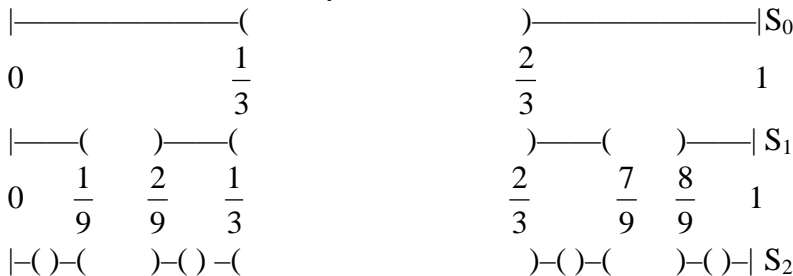 |——————————( )——————————|S₀
0 1/3 2/3 1
|———( )———( )———( )———| S₁
0 1/9 2/9 1/3 2/3 7/9 8/9 1
|–( )–( )–( ) –( )–( )–( )–( )–| S₂